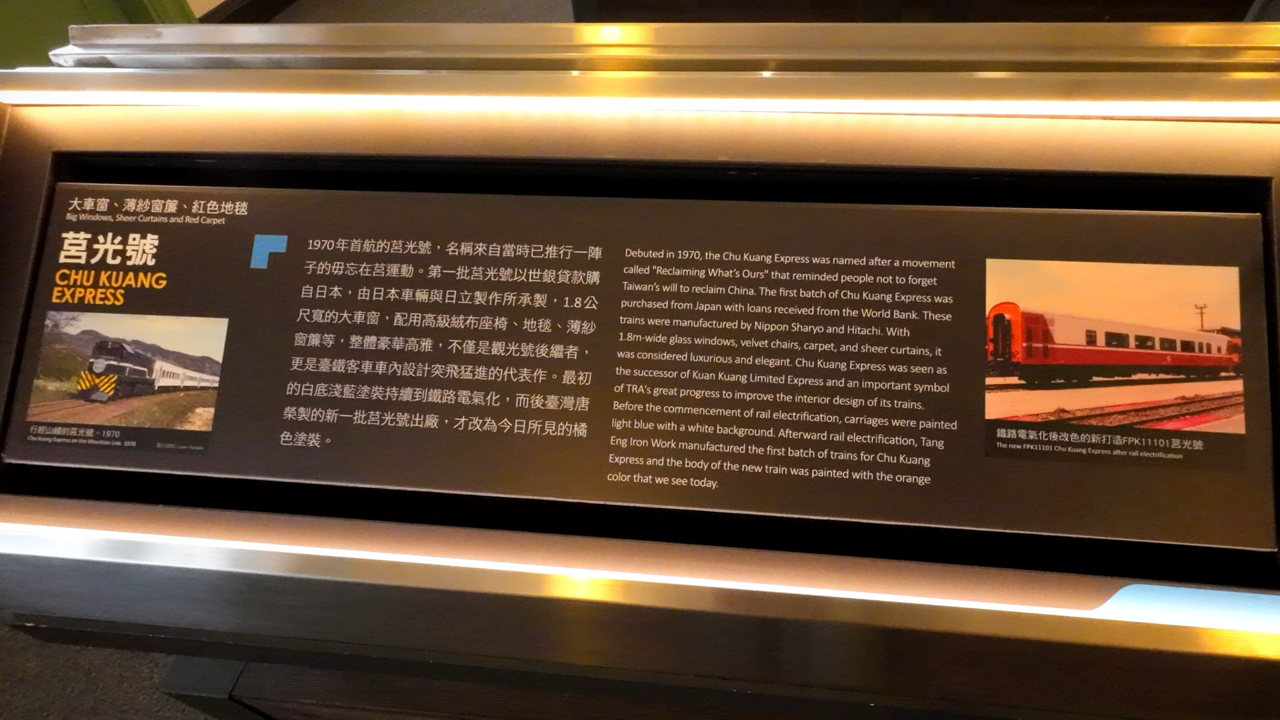 大車窗、薄紗窗簾、紅色地毯
Big Windows, Sheer Curtains and Red Carpet
莒光號
CHU KUANG
EXPRESS
行經山線的莒光號，1970
Chu Kuang Express on the Mountain Line, 1970
1970年首航的莒光號，名稱來自當時已推行一陣
子的毋忘在莒運動。第一批莒光號以世銀貸款購
自日本，由日本車輛與日立製作所承製，1.8公
尺寬的大車窗，配用高級絨布座椅、地毯、薄紗
窗簾等，整體豪華高雅，不僅是觀光號後繼者，
更是臺鐵客車車內設計突飛猛進的代表作。最初
的白底淺藍塗裝持續到鐵路電氣化，而後臺灣唐
榮製的新一批莒光號出廠，才改為今日所見的橘
色塗裝。
Debuted in 1970, the Chu Kuang Express was named after a movement
called "Reclaiming What's Ours" that reminded people not to forget
Taiwan's will to reclaim China. The first batch of Chu Kuang Express was
purchased from Japan with loans received from the World Bank. These
trains were manufactured by Nippon Sharyo and Hitachi. With
1.8m-wide glass windows, velvet chairs, carpet, and sheer curtains, it
was considered luxurious and elegant. Chu Kuang Express was seen as
the successor of Kuan Kuang Limited Express and an important symbol
of TRA's great progress to improve the interior design of its trains.
Before the commencement of rail electrification, carriages were painted
light blue with a white background. Afterward rail electrification, Tang
Eng Iron Work manufactured the first batch of trains for Chu Kuang
Express and the body of the new train was painted with the orange
color that we see today.
鐵路電氣化後改色的新打造FPK11101莒光號
The new FPK11101 Chu Kuang Express after rail electrification